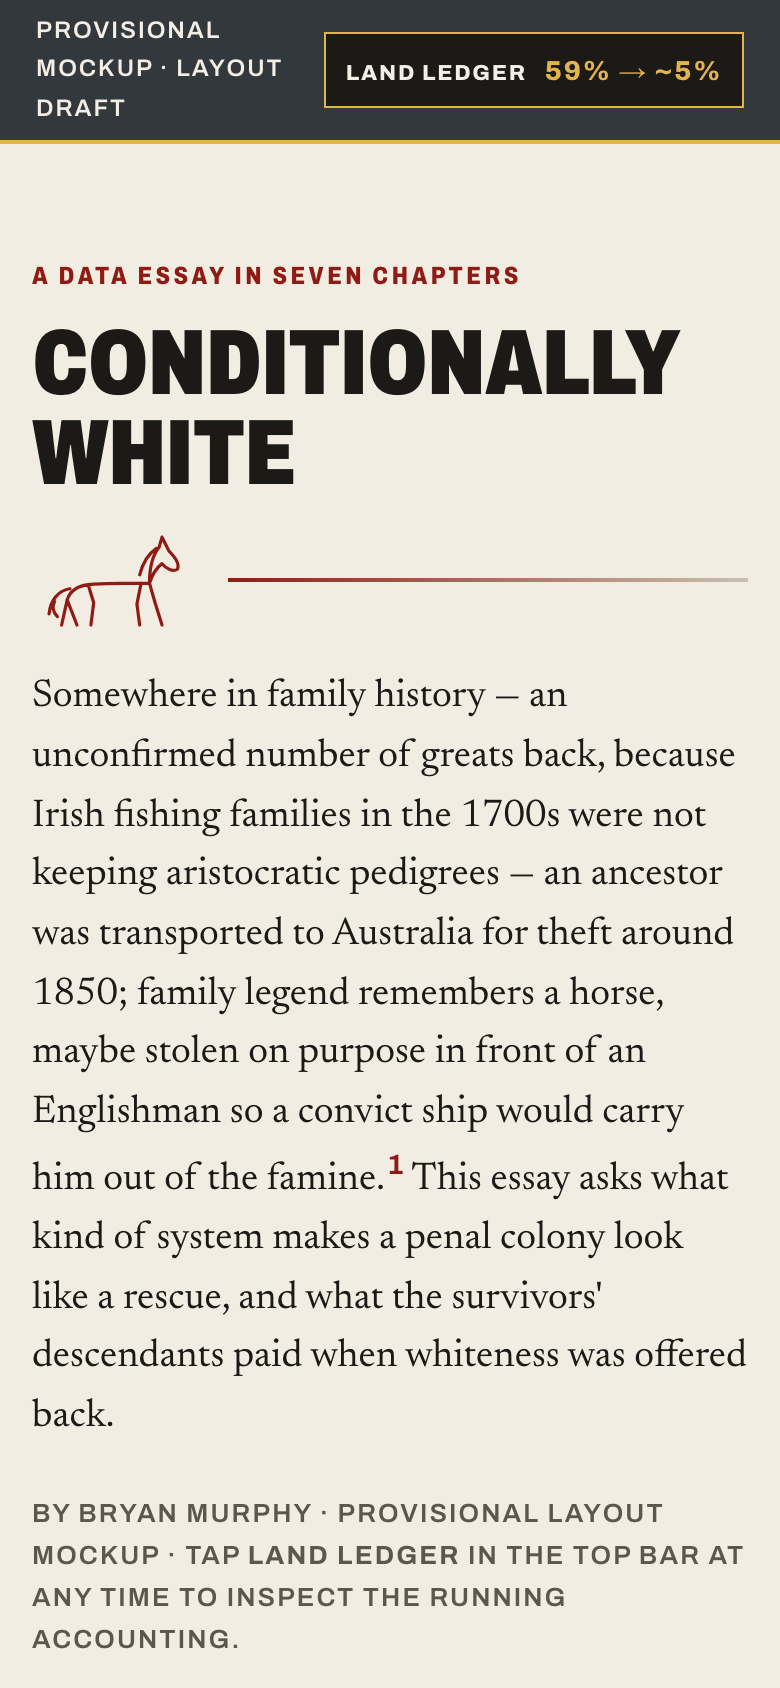 PROVISIONAL
MOCKUP · LAYOUT
DRAFT
LAND LEDGER 59% → ~5%
A DATA ESSAY IN SEVEN CHAPTERS
CONDITIONALLY
WHITE
Somewhere in family history — an
unconfirmed number of greats back, because
Irish fishing families in the 1700s were not
keeping aristocratic pedigrees — an ancestor
was transported to Australia for theft around
1850; family legend remembers a horse,
maybe stolen on purpose in front of an
Englishman so a convict ship would carry
him out of the famine.1 This essay asks what
kind of system makes a penal colony look
like a rescue, and what the survivors'
descendants paid when whiteness was offered
back.
BY BRYAN MURPHY · PROVISIONAL LAYOUT
MOCKUP · TAP LAND LEDGER IN THE TOP BAR AT
ANY TIME TO INSPECT THE RUNNING
ACCOUNTING.